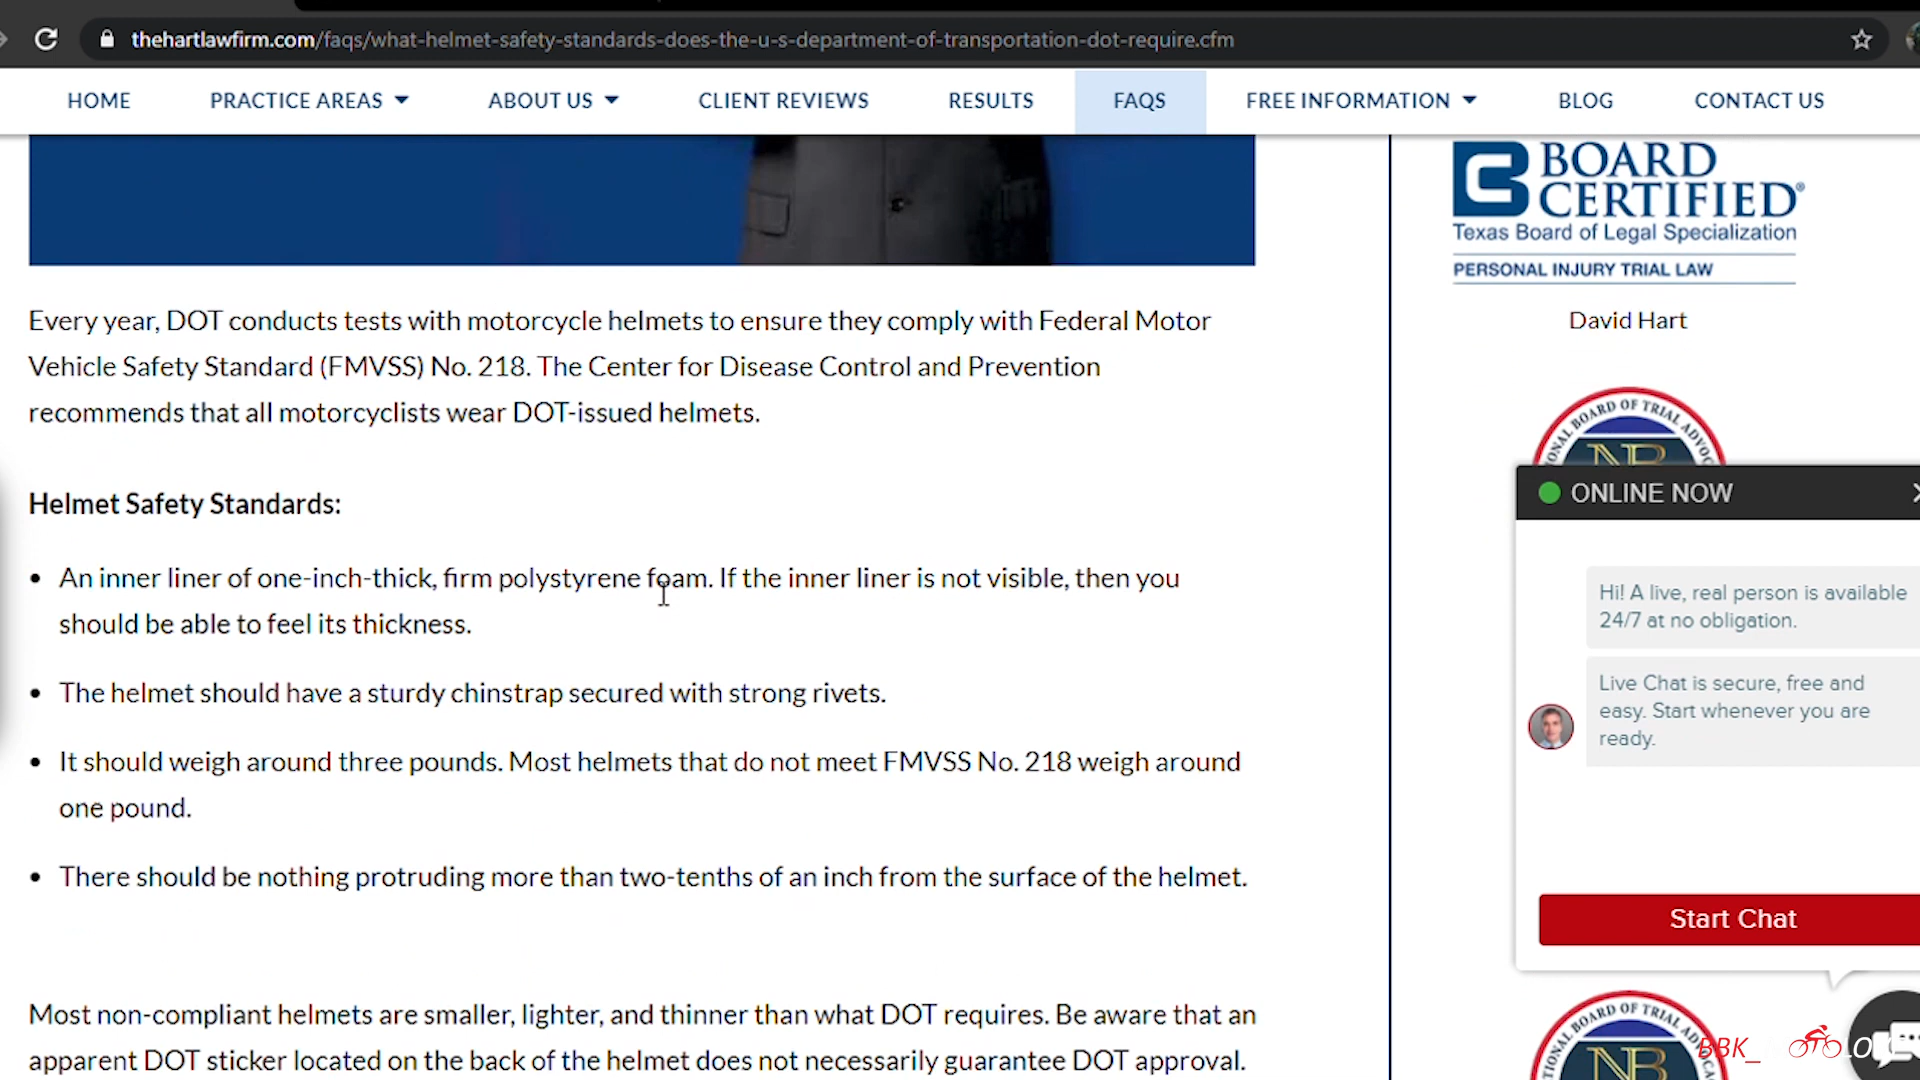 thehartlawfirm.com/faqs/what-helmet-safety-standards-does-the-u-s-department-of-transportation-dot-require.cfm
HOME PRACTICE AREAS ABOUT US CLIENT REVIEWS RESULTS FAQS FREE INFORMATION BLOG CONTACT US
Every year, DOT conducts tests with motorcycle helmets to ensure they comply with Federal Motor
Vehicle Safety Standard (FMVSS) No. 218. The Center for Disease Control and Prevention
recommends that all motorcyclists wear DOT-issued helmets.
Helmet Safety Standards:
• An inner liner of one-inch-thick, firm polystyrene foam. If the inner liner is not visible, then you
should be able to feel its thickness.
• The helmet should have a sturdy chinstrap secured with strong rivets.
• It should weigh around three pounds. Most helmets that do not meet FMVSS No. 218 weigh around
one pound.
• There should be nothing protruding more than two-tenths of an inch from the surface of the helmet.
Most non-compliant helmets are smaller, lighter, and thinner than what DOT requires. Be aware that an
apparent DOT sticker located on the back of the helmet does not necessarily guarantee DOT approval.
BOARD
CERTIFIED®
Texas Board of Legal Specialization
PERSONAL INJURY TRIAL LAW
David Hart
BOARD OF TRIAL
NB
ONLINE NOW
Hi! A live, real person is available
24/7 at no obligation.
Live Chat is secure, free and
easy. Start whenever you are
ready.
Start Chat
BOARD OF TRIAL
NB
BBK_